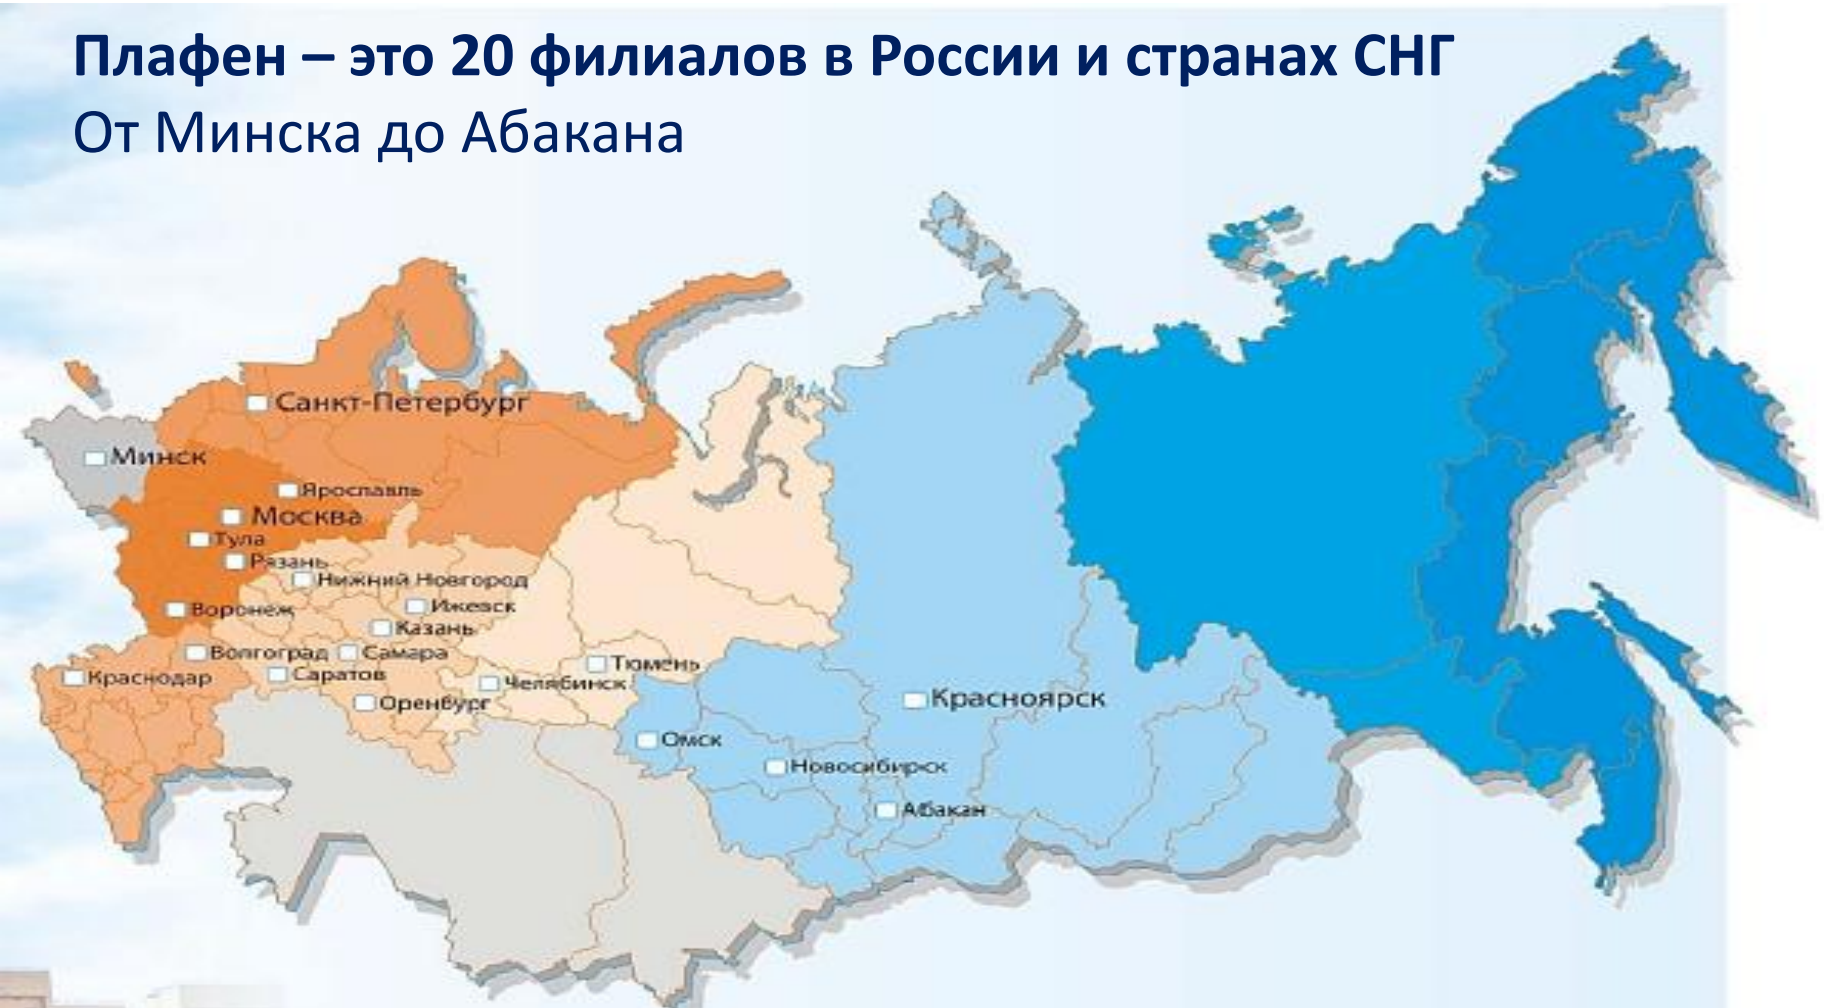 Плафен – это 20 филиалов в России и странах СНГ
От Минска до Абакана
Санкт-Петербург
Минск
Ярославль
Москва
Тула
Рязань
Нижний Новгород
Ижевск
Воронеж
Казань
Волгоград
Самара
Тюмень
Краснодар
Саратов
Челябинск
Оренбург
Красноярск
Омск
Новосибирск
Абакан